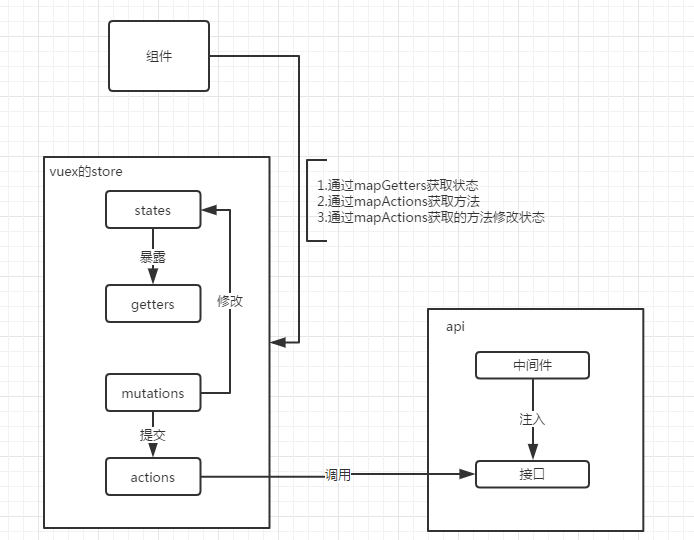 组件
vuex的store
states
暴露
getters
修改
mutations
提交
actions
1.通过mapGetters获取状态
2.通过mapActions获取方法
3.通过mapActions获取的方法修改状态
调用
api
中间件
注入
接口